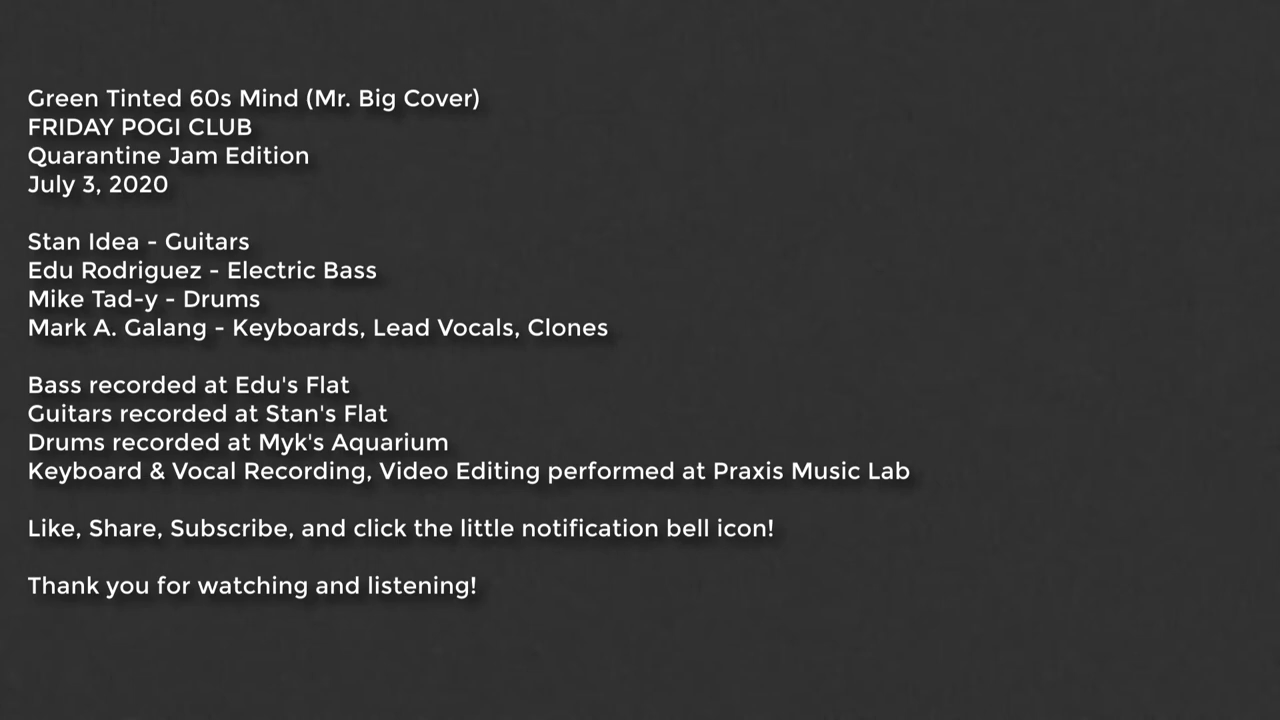 Green Tinted 60s Mind (Mr. Big Cover)
FRIDAY POGI CLUB
Quarantine Jam Edition
July 3, 2020
Stan Idea - Guitars
Edu Rodriguez - Electric Bass
Mike Tad-y - Drums
Mark A. Galang - Keyboards, Lead Vocals, Clones
Bass recorded at Edu's Flat
Guitars recorded at Stan's Flat
Drums recorded at Myk's Aquarium
Keyboard & Vocal Recording, Video Editing performed at Praxis Music Lab
Like, Share, Subscribe, and click the little notification bell icon!
Thank you for watching and listening!